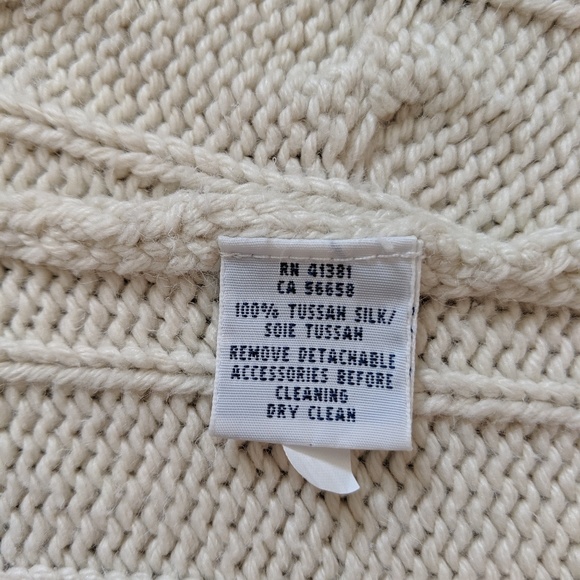 RN 41381
CA 56658
100% TUSSAH SILK/
SOIE TUSSAH
REMOVE DETACHABLE
ACCESSORIES BEFORE
CLEANING
DRY CLEAN